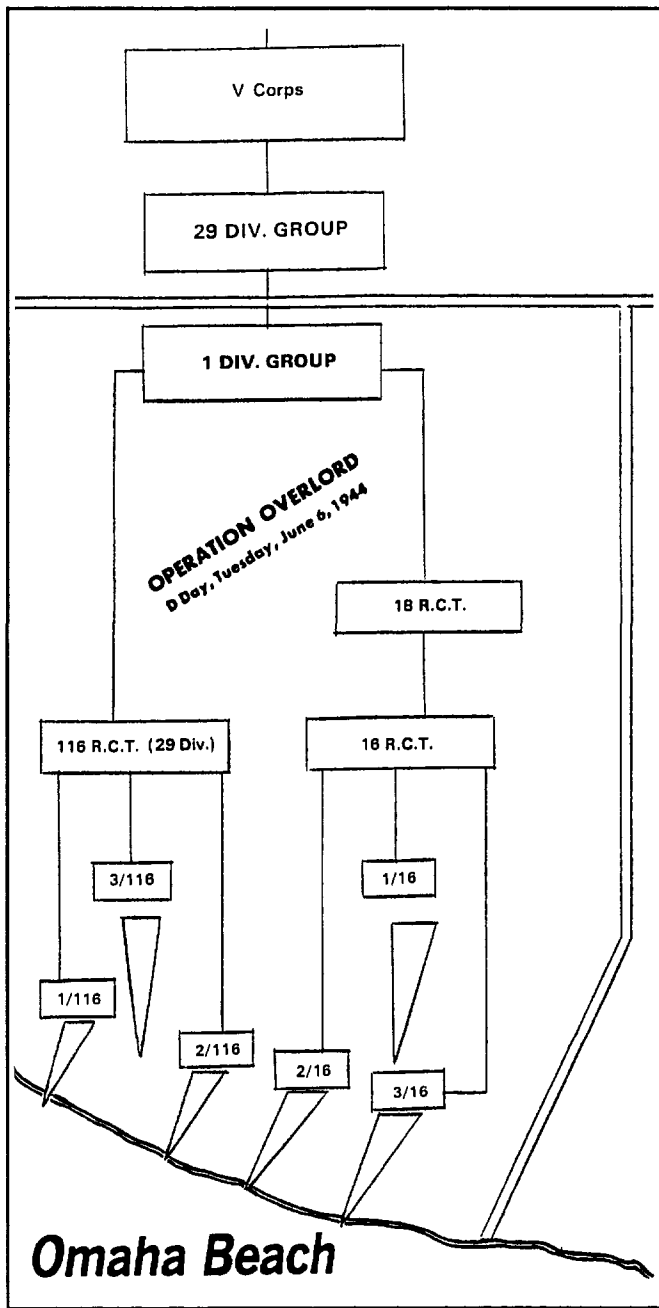 V Corps
29 DIV. GROUP
1 DIV. GROUP
OPERATION OVERLORD
D Day, Tuesday, June 6, 1944
18 R.C.T.
116 R.C.T. (29 Div.)
16 R.C.T.
3/116
1/16
1/116
2/116
2/16
3/16
Omaha Beach